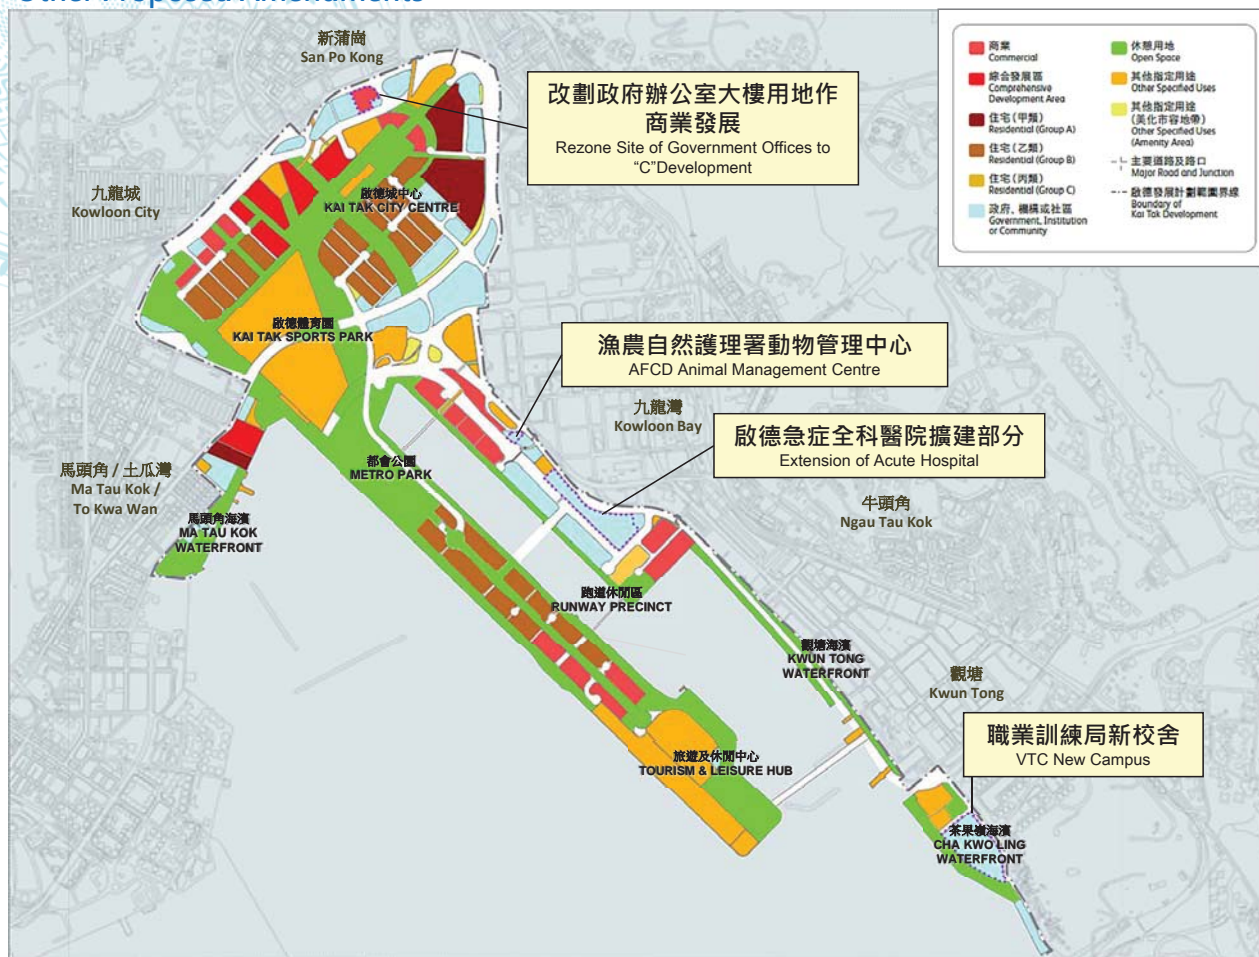 Other Proposed Amendments
新蒲崗
San Po Kong
改劃政府辦公室大樓用地作
商業發展
Rezone Site of Government Offices to
“C”Development
商業
Commercial
綜合發展區
Comprehensive
Development Area
住宅(甲類)
Residential (Group A)
住宅(乙類)
Residential (Group B)
住宅(丙類)
Residential (Group C)
政府、機構或社區
Government, Institution
or Community
休憩用地
Open Space
其他指定用途
Other Specified Uses
其他指定用途
(美化市容地帶)
Other Specified Uses
(Amenity Area)
主要道路及路口
Major Road and Junction
啟德發展計劃範圍界線
Boundary of
Kai Tak Development
九龍城
Kowloon City
啟德城中心
KAI TAK CITY CENTRE
啟德體育園
KAI TAK SPORTS PARK
漁農自然護理署動物管理中心
AFCD Animal Management Centre
九龍灣
Kowloon Bay
啟德急症全科醫院擴建部分
Extension of Acute Hospital
馬頭角 / 土瓜灣
Ma Tau Kok /
To Kwa Wan
都會公園
METRO PARK
牛頭角
Ngau Tau Kok
馬頭角海濱
MA TAU KOK
WATERFRONT
跑道休閒區
RUNWAY PRECINCT
觀塘海濱
KWUN TONG
WATERFRONT
觀塘
Kwun Tong
職業訓練局新校舍
VTC New Campus
旅遊及休閒中心
TOURISM & LEISURE HUB
茶果嶺海濱
CHA KWO LING
WATERFRONT